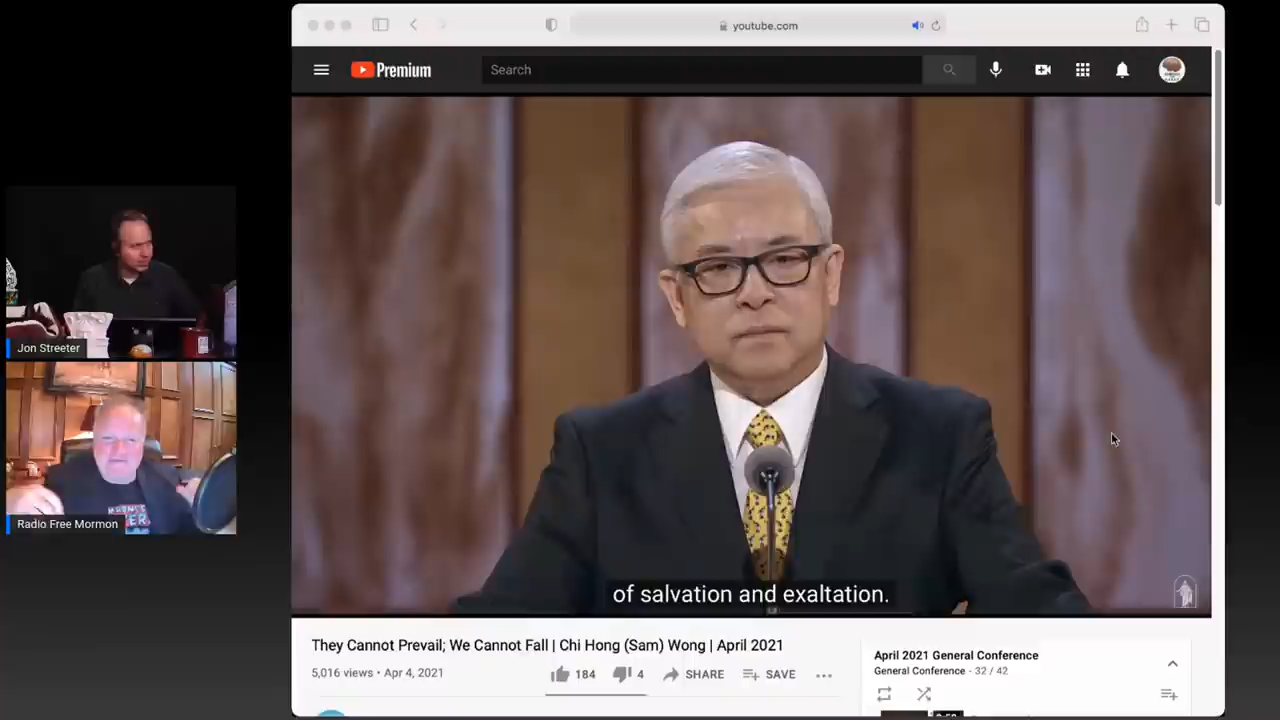 youtube.com
Premium
Search
Jon Streeter
Radio Free Mormon
of salvation and exaltation.
They Cannot Prevail; We Cannot Fall | Chi Hong (Sam) Wong | April 2021
5,016 views • Apr 4, 2021
184
4
SHARE
SAVE
April 2021 General Conference
General Conference - 32 / 42